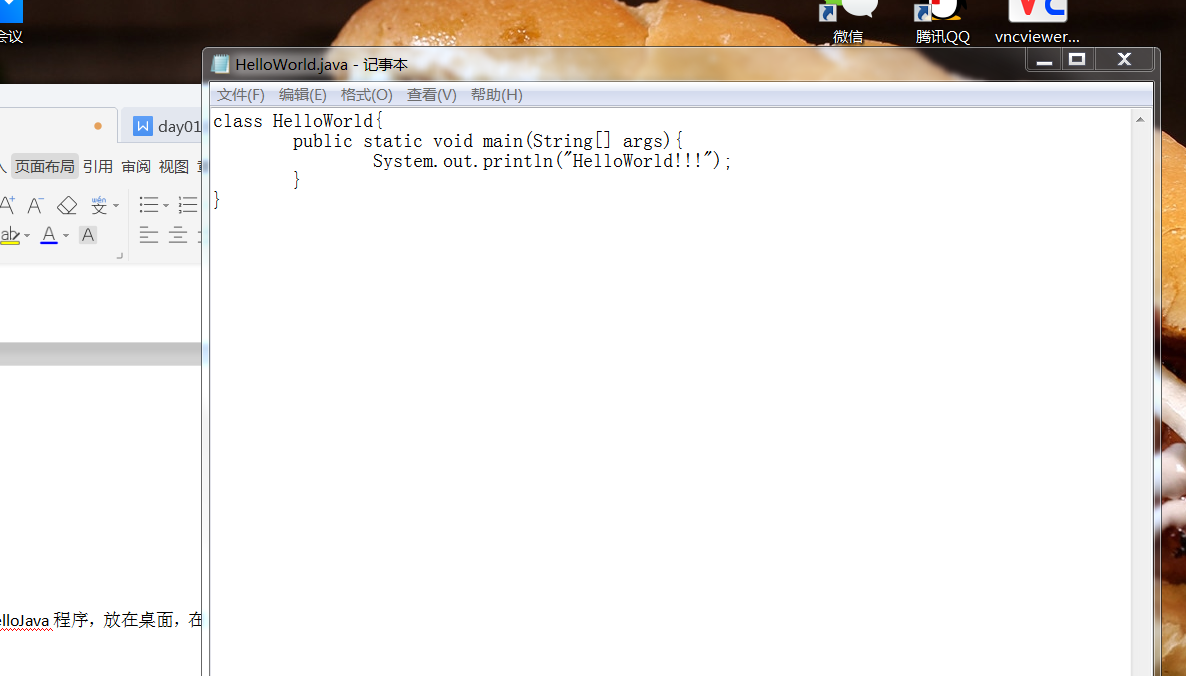 会议
微信
腾讯QQ
vncviewer...
HelloWorld.java - 记事本
文件(F) 编辑(E) 格式(O) 查看(V) 帮助(H)
class HelloWorld{
public static void main(String[] args){
System.out.println("HelloWorld!!!");
}
}
day01
页面布局 引用 审阅 视图
A+ A- wén 文
ab A A
elloJava 程序，放在桌面，在